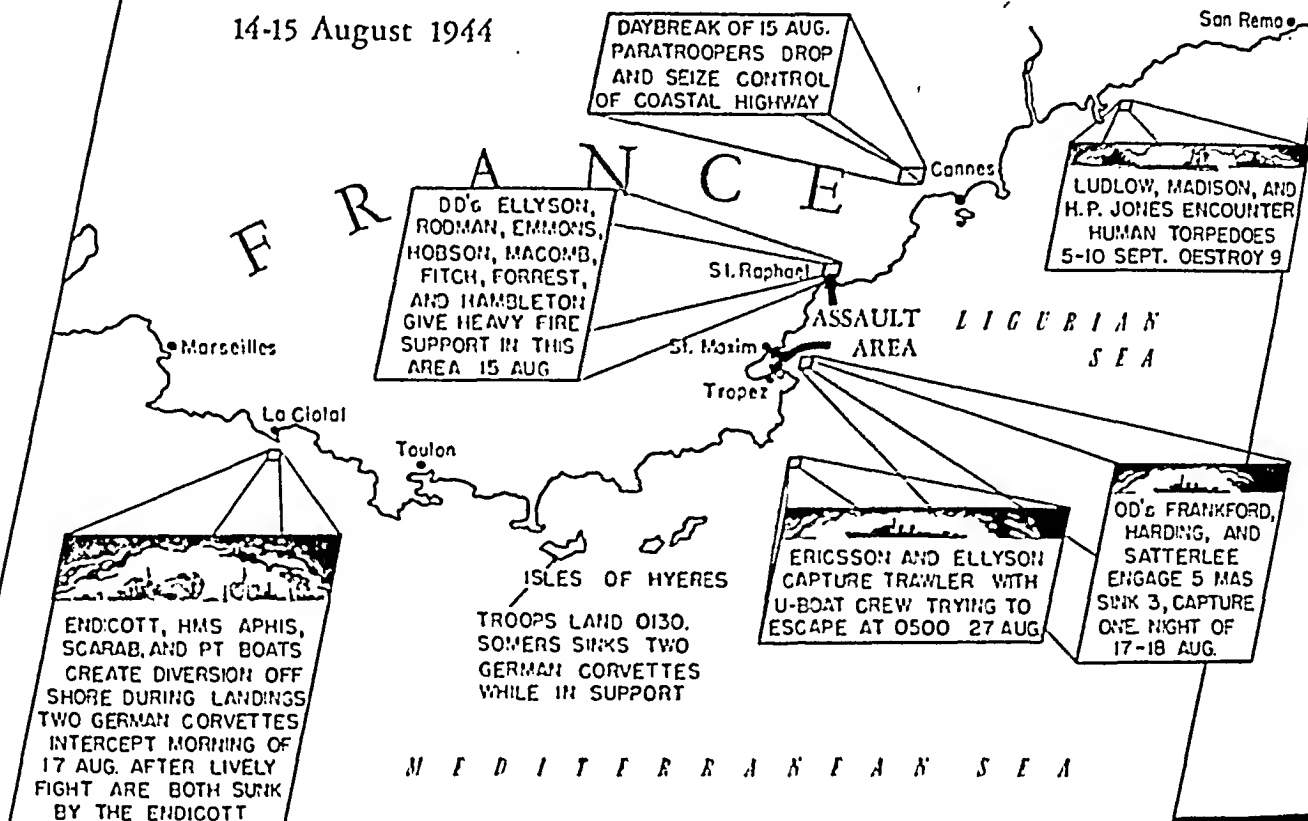 14-15 August 1944
DAYBREAK OF 15 AUG.
PARATROOPERS DROP
AND SEIZE CONTROL
OF COASTAL HIGHWAY
San Remo
FRANCE
Cannes
LUDLOW, MADISON, AND
H.P. JONES ENCOUNTER
HUMAN TORPEDOES
5-10 SEPT. OESTROY 9
DD's ELLYSON,
RODMAN, EMMONS,
HOBSON, MACOMB,
FITCH, FORREST,
AND HAMBLETON
GIVE HEAVY FIRE
SUPPORT IN THIS
AREA 15 AUG
St. Raphael
ASSAULT
AREA
LIGURIAN
SEA
St. Maxim
Tropez
Marseilles
La Ciotat
Toulon
ISLES OF HYERES
TROOPS LAND 0130.
SOMERS SINKS TWO
GERMAN CORVETTES
WHILE IN SUPPORT
ERICSSON AND ELLYSON
CAPTURE TRAWLER WITH
U-BOAT CREW TRYING TO
ESCAPE AT 0500 27 AUG
OD's FRANKFORD,
HARDING, AND
SATTERLEE
ENGAGE 5 MAS
SINK 3, CAPTURE
ONE NIGHT OF
17-18 AUG.
ENDICOTT, HMS APHIS,
SCARAB, AND PT BOATS
CREATE DIVERSION OFF
SHORE DURING LANDINGS
TWO GERMAN CORVETTES
INTERCEPT MORNING OF
17 AUG. AFTER LIVELY
FIGHT ARE BOTH SUNK
BY THE ENDICOTT
MEDITERRANEAN SEA